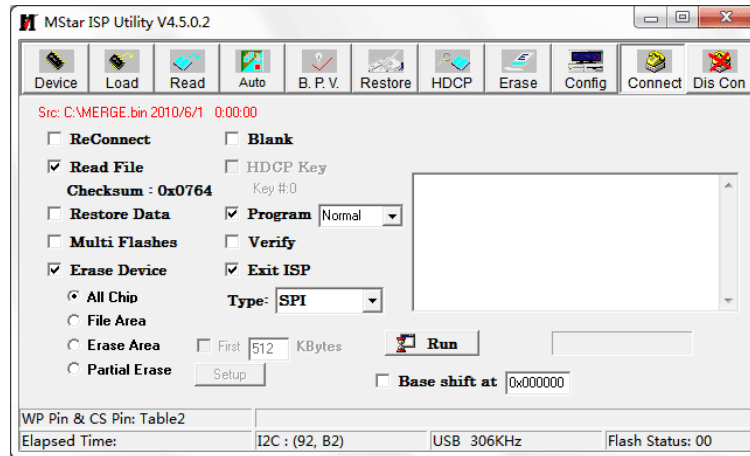 MStar ISP Utility V4.5.0.2
Device Load Read Auto B. P. V. Restore HDCP Erase Config Connect Dis Con
Src: C:\MERGE.bin 2010/6/1 0:00:00
ReConnect Blank
Read File HDCP Key
Checksum : 0x0764 Key #:0
Restore Data Program Normal
Multi Flashes Verify
Erase Device Exit ISP
All Chip Type: SPI
File Area
Erase Area First 512 KBytes Run
Partial Erase Setup
Base shift at 0x000000
WP Pin & CS Pin: Table2
Elapsed Time: I2C : (92, B2) USB 306KHz Flash Status: 00